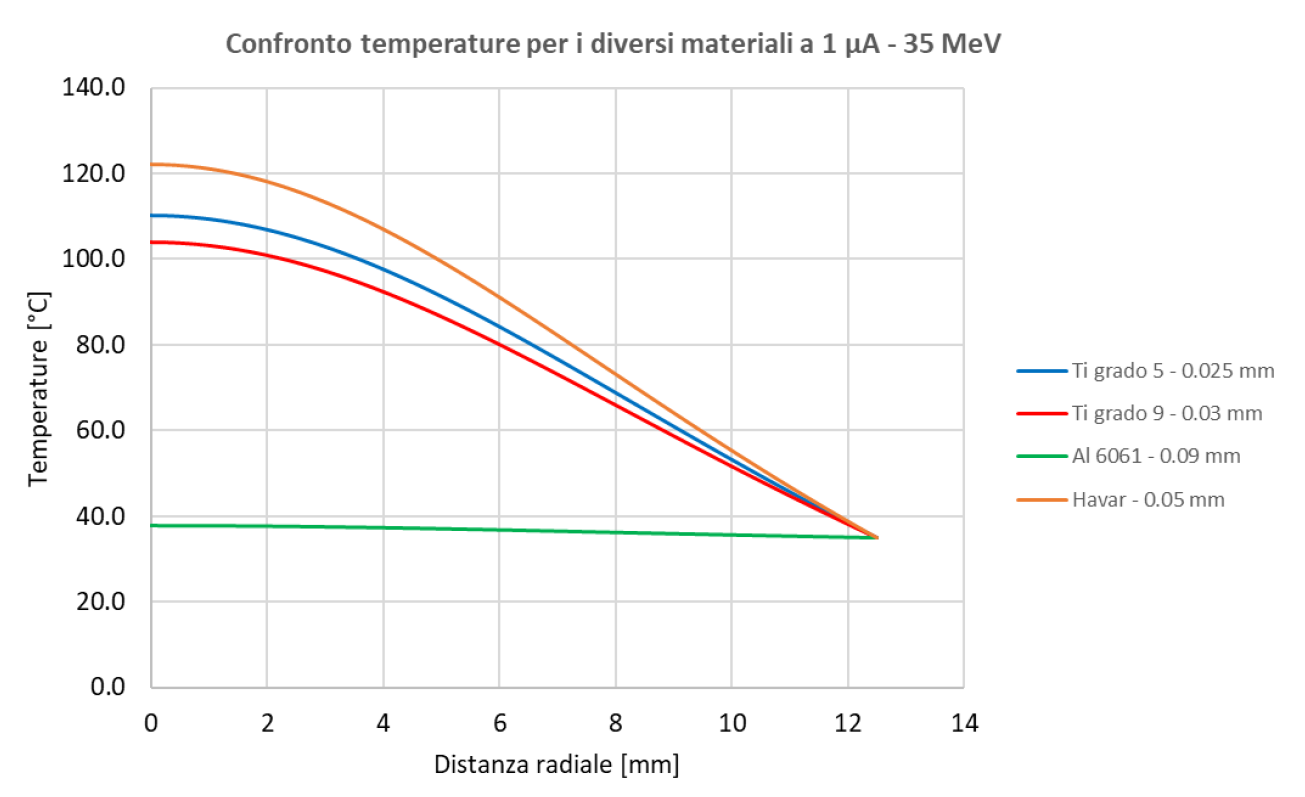 Confronto temperature per i diversi materiali a 1 µA - 35 MeV
140.0
120.0
100.0
80.0
60.0
40.0
20.0
0.0
Temperature [°C]
0 2 4 6 8 10 12 14
Distanza radiale [mm]
Ti grado 5 - 0.025 mm
Ti grado 9 - 0.03 mm
Al 6061 - 0.09 mm
Havar - 0.05 mm